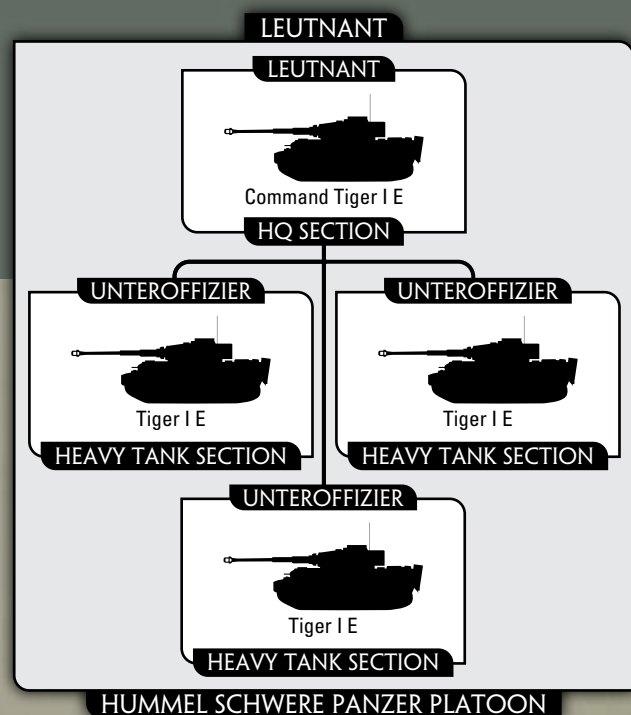 LEUTNANT
LEUTNANT
Command Tiger I E
HQ SECTION
UNTEROFFIZIER
Tiger I E
HEAVY TANK SECTION
UNTEROFFIZIER
Tiger I E
HEAVY TANK SECTION
UNTEROFFIZIER
Tiger I E
HEAVY TANK SECTION
HUMMEL SCHWERE PANZER PLATOON